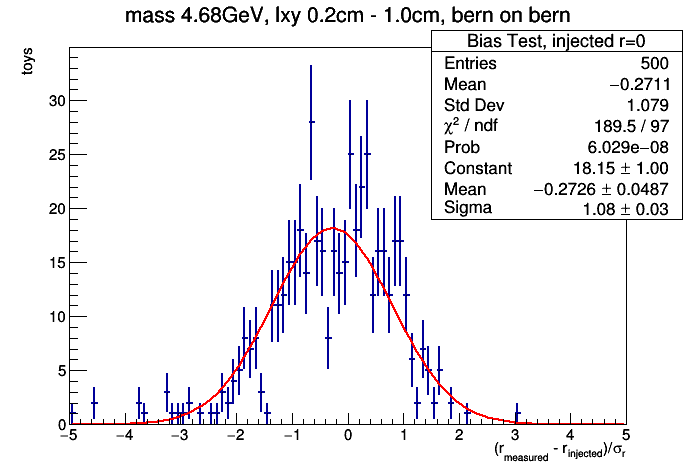 mass 4.68GeV, lxy 0.2cm - 1.0cm, bern on bern
Bias Test, injected r=0
Entries 500
Mean −0.2711
Std Dev 1.079
χ² / ndf 189.5 / 97
Prob 6.029e−08
Constant 18.15 ± 1.00
Mean −0.2726 ± 0.0487
Sigma 1.08 ± 0.03
toys
30
25
20
15
10
5
0
−5 −4 −3 −2 −1 0 1 2 3 4 5
(r_measured - r_injected)/σ_r